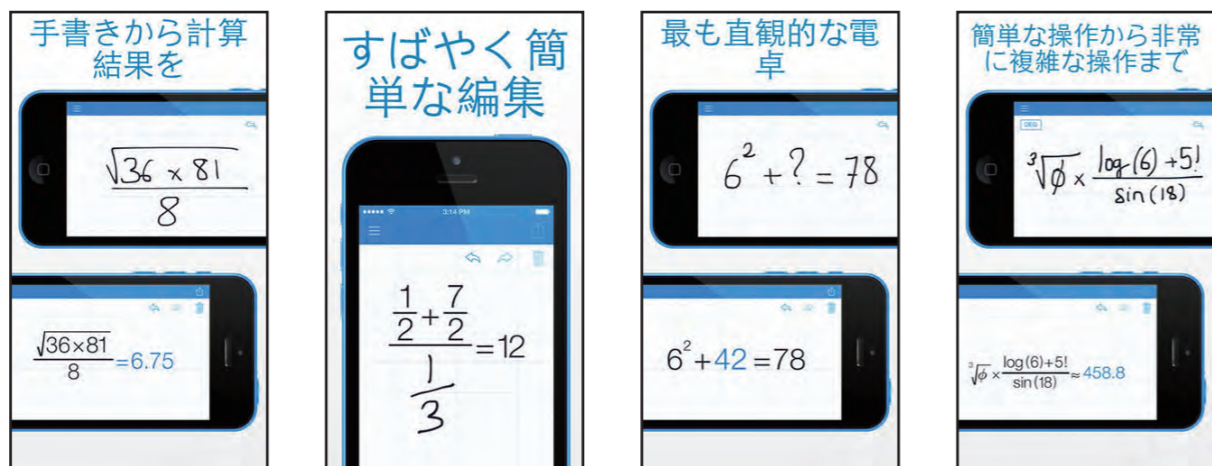 手書きから計算
結果を
√36 × 81
8
√36×81
8
=6.75
すばやく簡
単な編集
3:14 PM
1/2 + 7/2
=12
1
3
最も直観的な電
卓
6² + ? = 78
6²+42=78
簡単な操作から非常
に複雑な操作まで
DEG
³√φ × log(6)+5!
sin(18)
³√φ × log(6)+5!
sin(18)
≈458.8